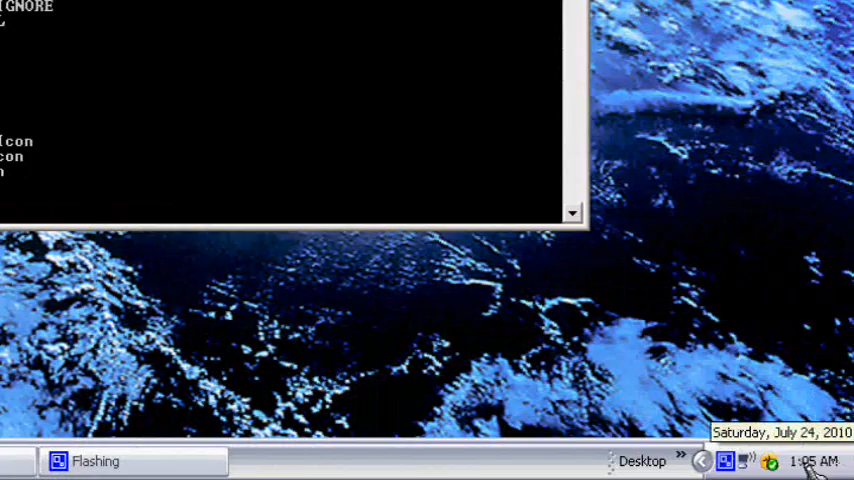 IGNORE
L
Icon
con
n
Saturday, July 24, 2010
Flashing
Desktop
1:05 AM